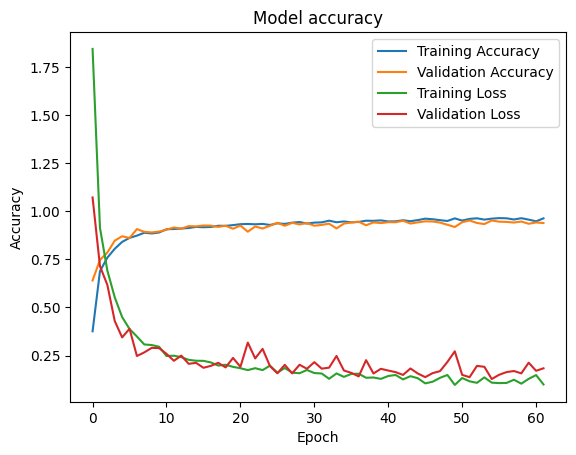 Model accuracy
Training Accuracy
Validation Accuracy
Training Loss
Validation Loss
1.75
1.50
1.25
1.00
0.75
0.50
0.25
Accuracy
0 10 20 30 40 50 60
Epoch